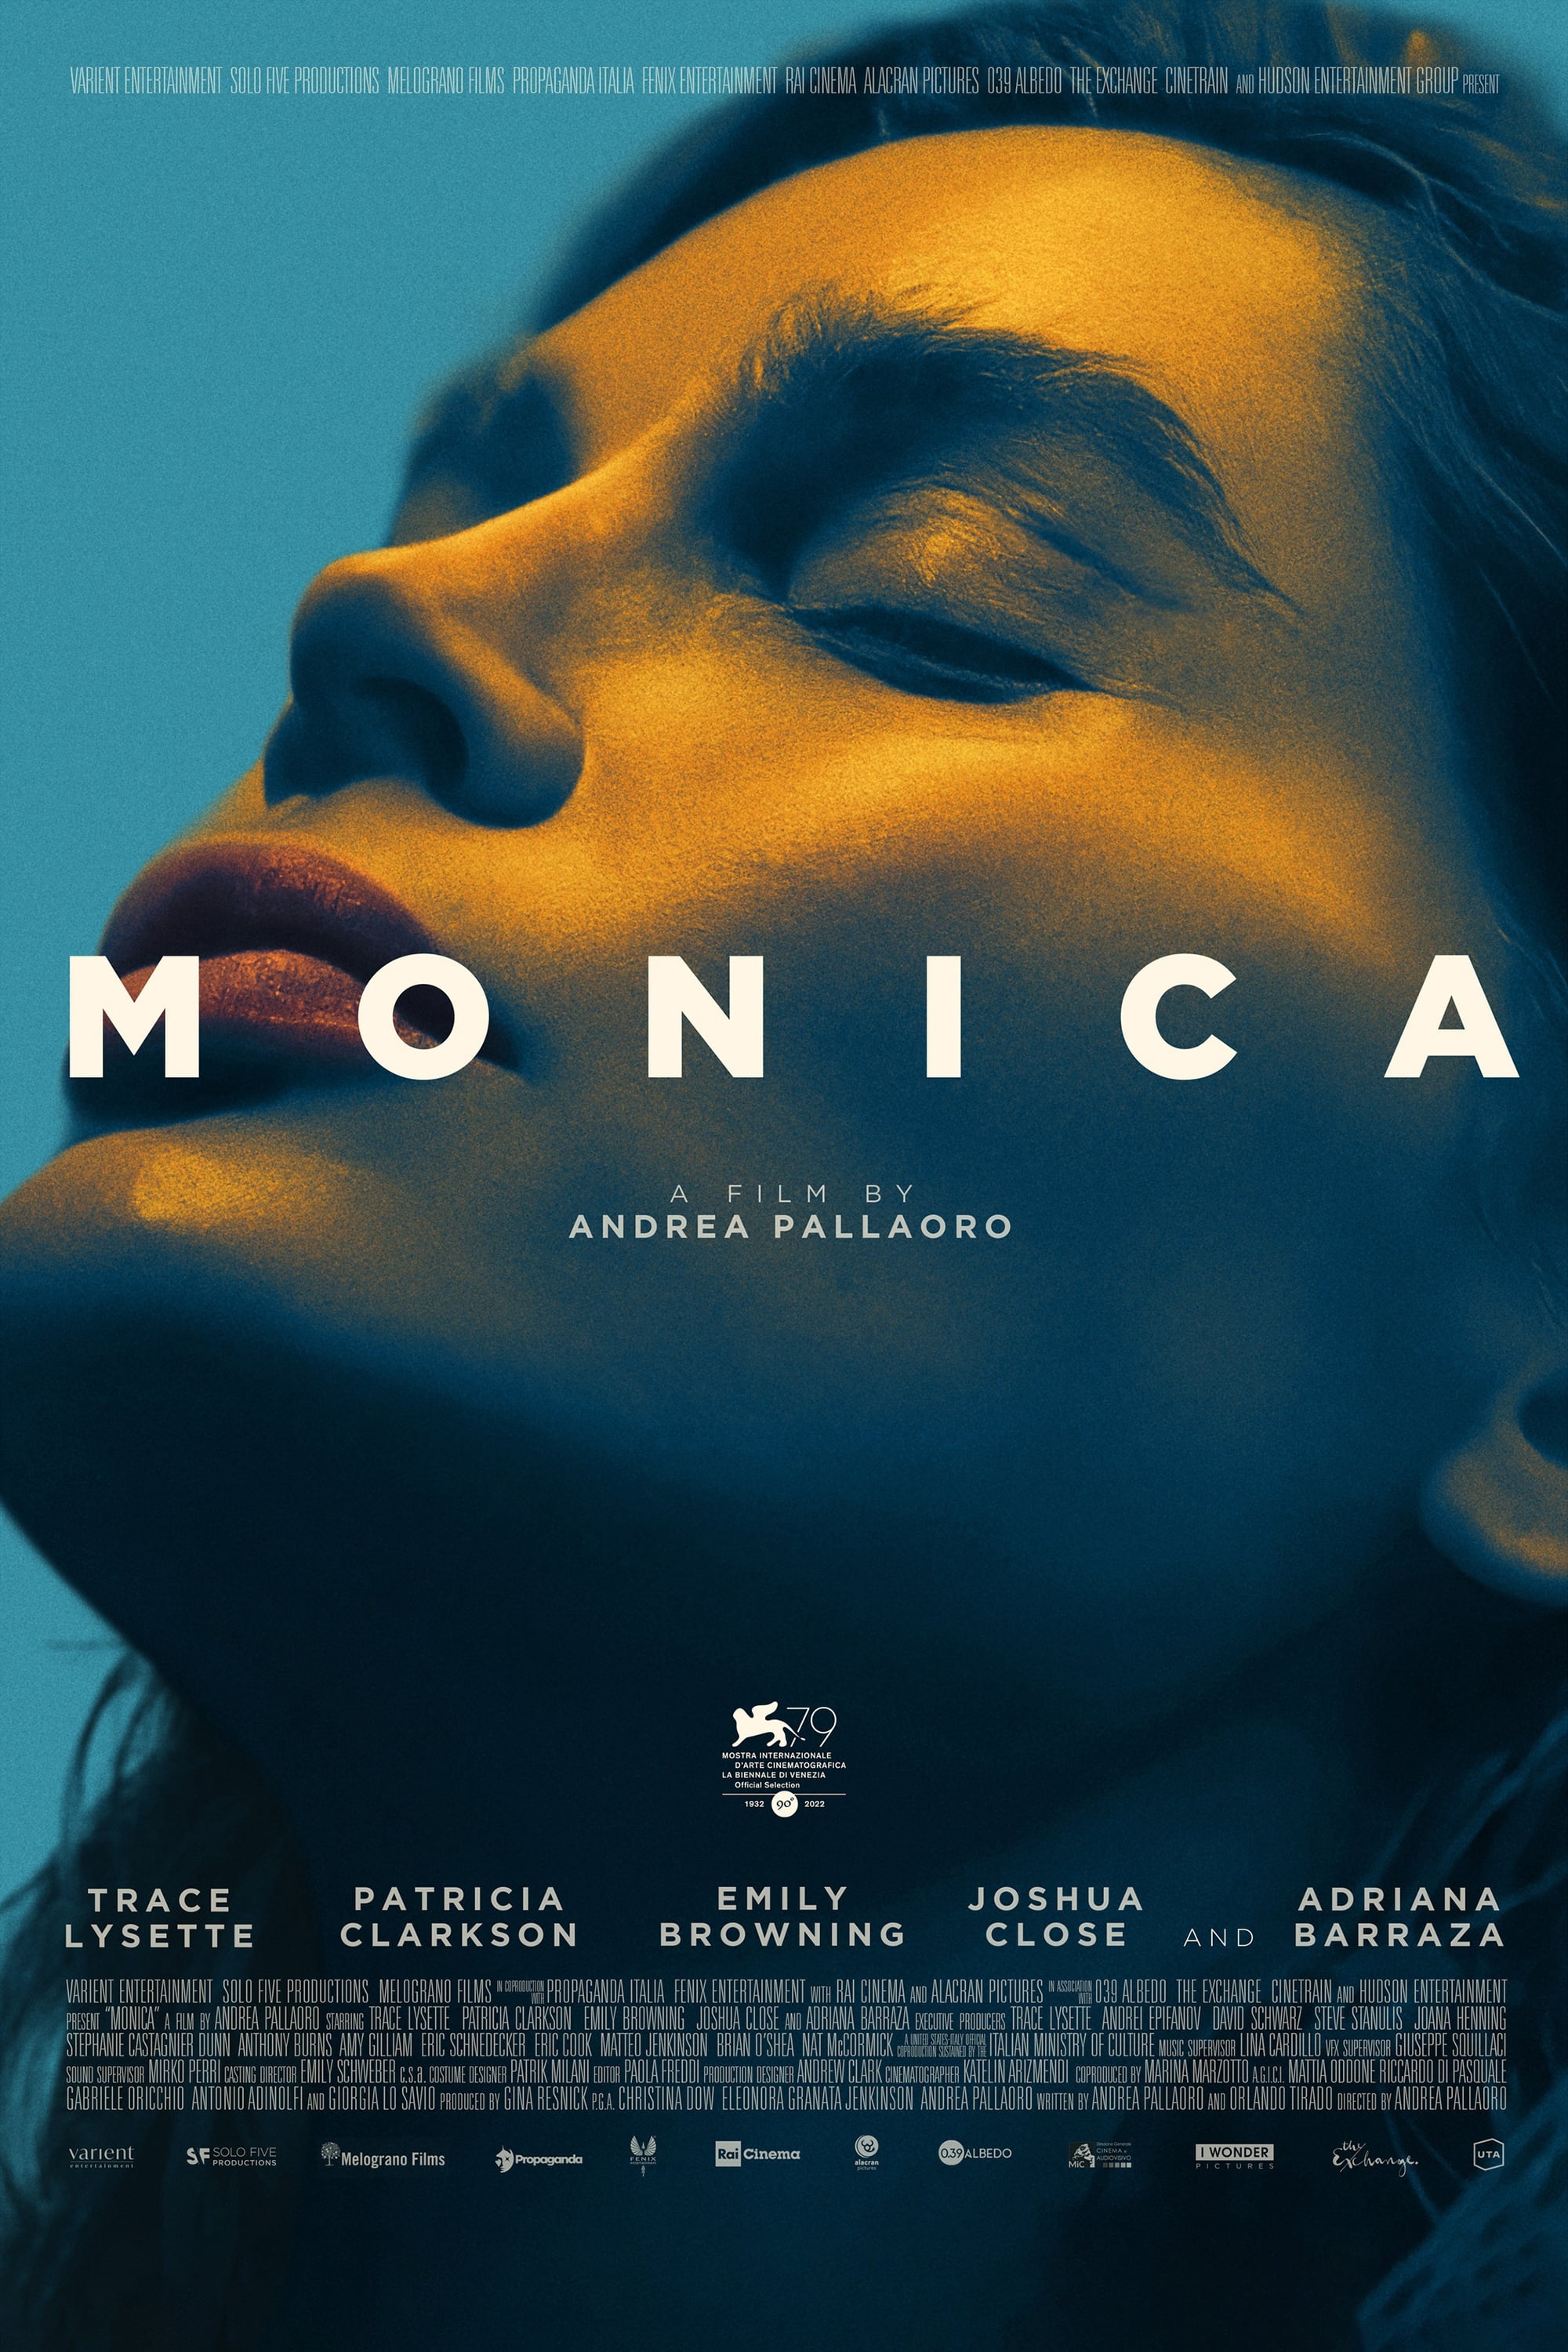 VARIENT ENTERTAINMENT SOLO FIVE PRODUCTIONS MELOGRANO FILMS PROPAGANDA ITALIA FENIX ENTERTAINMENT RAI CINEMA ALACRAN PICTURES 039 ALBEDO THE EXCHANGE CINETRAIN AND HUDSON ENTERTAINMENT GROUP PRESENT
MONICA
A FILM BY
ANDREA PALLAORO
79
MOSTRA INTERNAZIONALE
D'ARTE CINEMATOGRAFICA
LA BIENNALE DI VENEZIA
Official Selection
1932 90° 2022
TRACE LYSETTE
PATRICIA CLARKSON
EMILY BROWNING
JOSHUA CLOSE
AND
ADRIANA BARRAZA
VARIENT ENTERTAINMENT SOLO FIVE PRODUCTIONS MELOGRANO FILMS IN COPRODUCTION WITH PROPAGANDA ITALIA FENIX ENTERTAINMENT WITH RAI CINEMA AND ALACRAN PICTURES IN ASSOCIATION WITH 039 ALBEDO THE EXCHANGE CINETRAIN AND HUDSON ENTERTAINMENT
PRESENT "MONICA" A FILM BY ANDREA PALLAORO STARRING TRACE LYSETTE PATRICIA CLARKSON EMILY BROWNING JOSHUA CLOSE AND ADRIANA BARRAZA EXECUTIVE PRODUCERS TRACE LYSETTE ANDREI EPIFANOV DAVID SCHWARZ STEVE STANULIS JOANA HENNING
STEPHANIE CASTAGNIER DUNN ANTHONY BURNS AMY GILLIAM ERIC SCHNEDECKER ERIC COOK MATTEO JENKINSON BRIAN O'SHEA NAT McCORMICK A UNITED STATES-ITALY OFFICIAL COPRODUCTION SUSTAINED BY THE ITALIAN MINISTRY OF CULTURE MUSIC SUPERVISOR LINA CARDILLO VFX SUPERVISOR GIUSEPPE SQUILLACI
SOUND SUPERVISOR MIRKO PERRI CASTING DIRECTOR EMILY SCHWEBER c.s.a. COSTUME DESIGNER PATRIK MILANI EDITOR PAOLA FREDDI PRODUCTION DESIGNER ANDREW CLARK CINEMATOGRAPHER KATELIN ARIZMENDI COPRODUCED BY MARINA MARZOTTO A.G.I.C.I. MATTIA ODDONE RICCARDO DI PASQUALE
GABRIELE ORICCHIO ANTONIO ADINOLFI AND GIORGIA LO SAVIO PRODUCED BY GINA RESNICK P.G.A. CHRISTINA DOW ELEONORA GRANATA JENKINSON ANDREA PALLAORO WRITTEN BY ANDREA PALLAORO AND ORLANDO TIRADO DIRECTED BY ANDREA PALLAORO
varient entertainment
SF SOLO FIVE PRODUCTIONS
Melograno Films
Propaganda
FENIX ENTERTAINMENT
Rai Cinema
alacran pictures
039 ALBEDO
MiC Direzione Generale CINEMA e AUDIOVISIVO
I WONDER PICTURES
the Exchange.
UTA